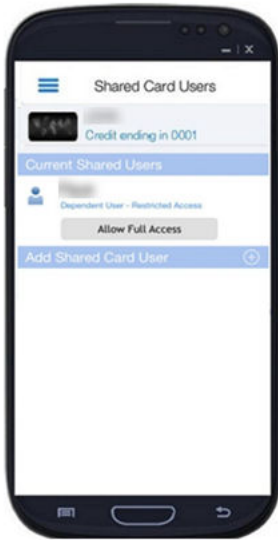 Shared Card Users
Credit ending in 0001
Current Shared Users
Dependent User - Restricted Access
Allow Full Access
Add Shared Card User